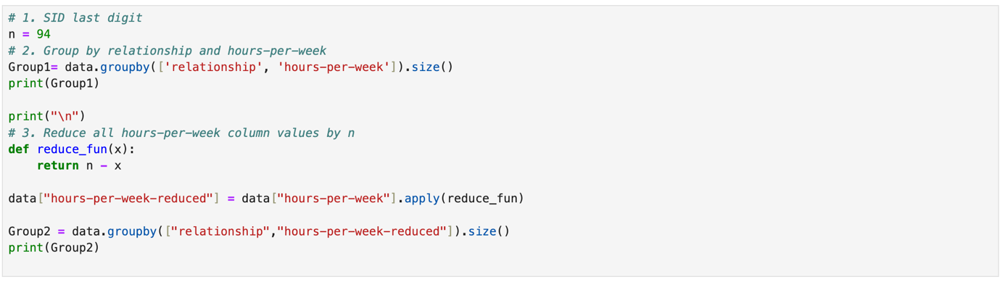 # 1. SID last digit
n = 94
# 2. Group by relationship and hours-per-week
Group1= data.groupby(['relationship', 'hours-per-week']).size()
print(Group1)

print("\n")
# 3. Reduce all hours-per-week column values by n
def reduce_fun(x):
    return n - x

data["hours-per-week-reduced"] = data["hours-per-week"].apply(reduce_fun)

Group2 = data.groupby(["relationship","hours-per-week-reduced"]).size()
print(Group2)